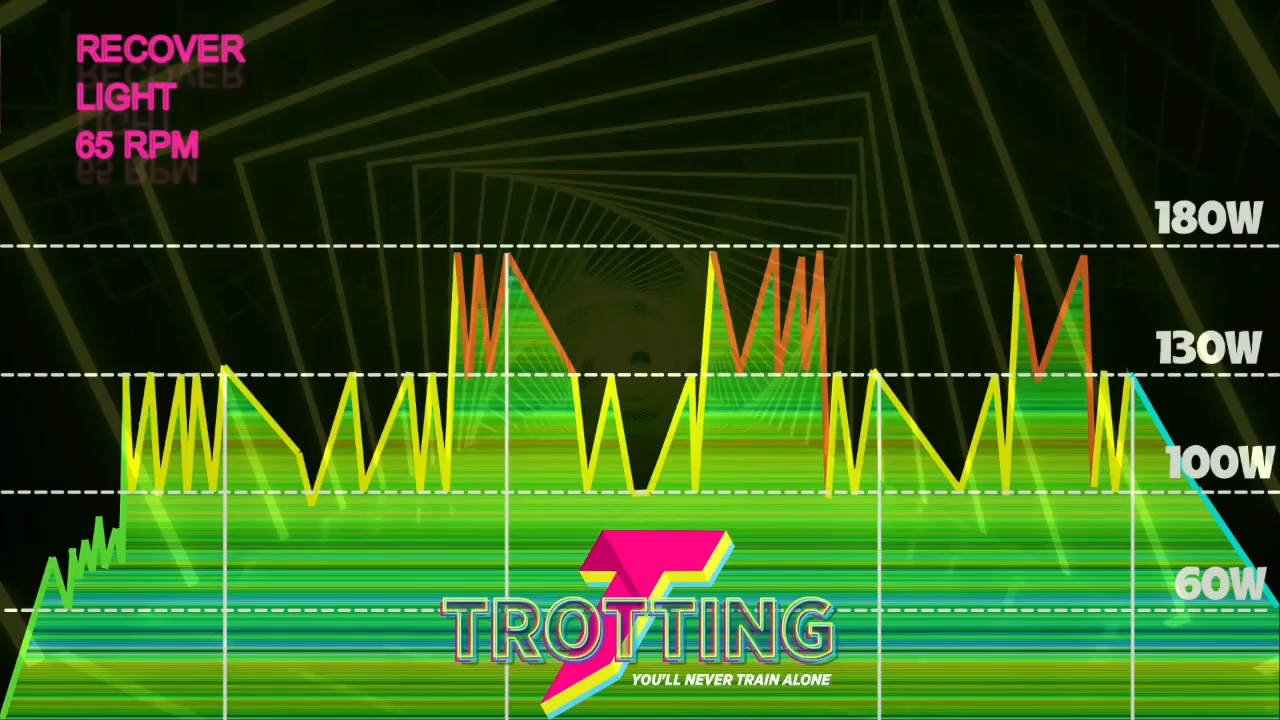 RECOVER
LIGHT
65 RPM
180W
130W
100W
60W
TROTTING
YOU'LL NEVER TRAIN ALONE